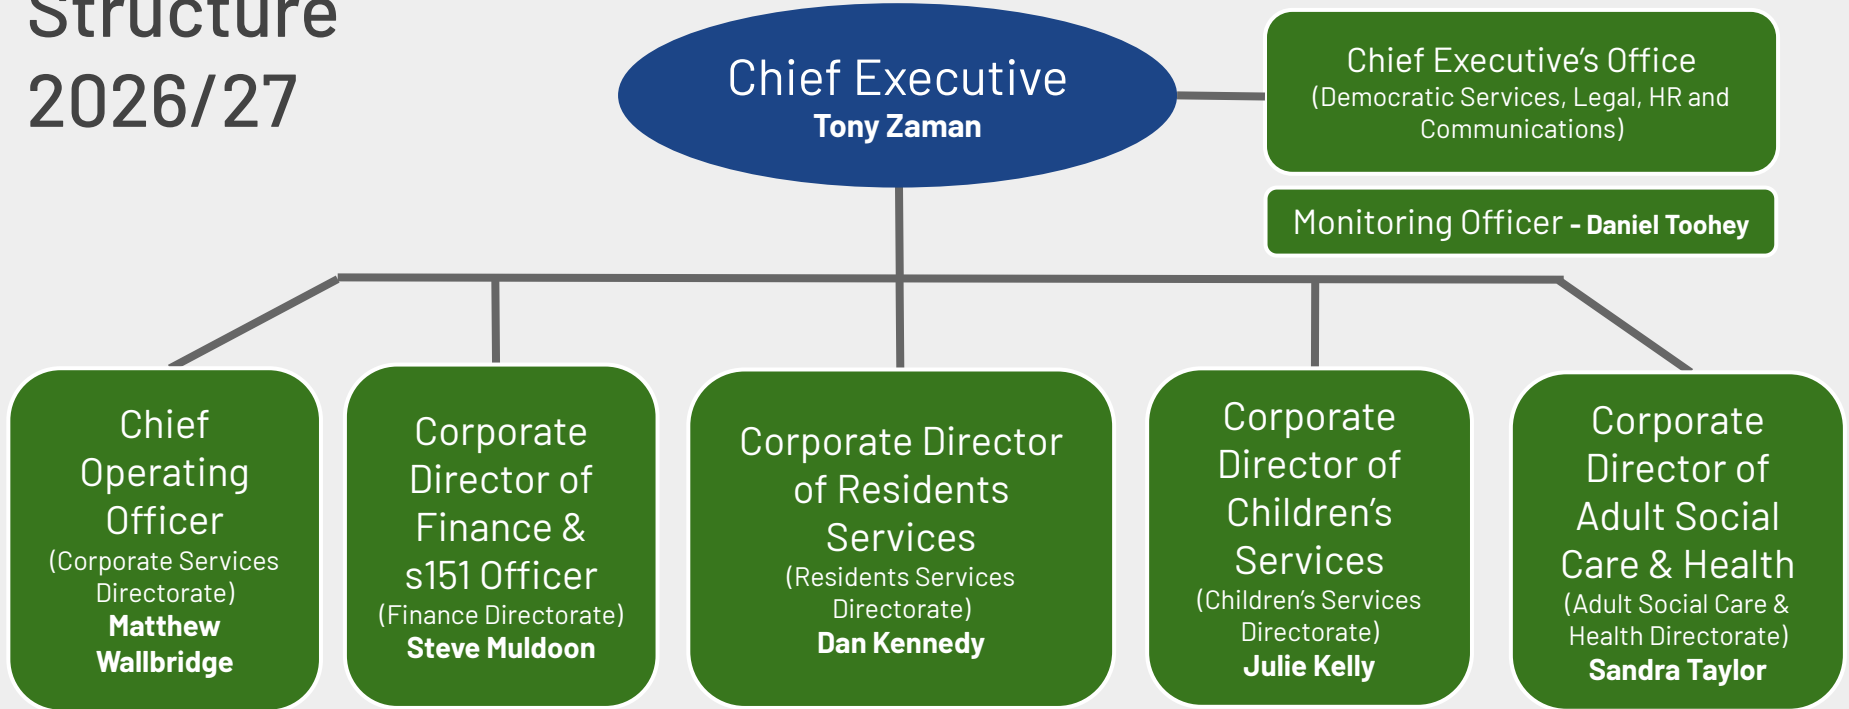 Structure
2026/27
Chief Executive
Tony Zaman
Chief Executive’s Office
(Democratic Services, Legal, HR and
Communications)
Monitoring Officer - Daniel Toohey
Chief
Operating
Officer
(Corporate Services
Directorate)
Matthew
Wallbridge
Corporate
Director of
Finance &
s151 Officer
(Finance Directorate)
Steve Muldoon
Corporate Director
of Residents
Services
(Residents Services
Directorate)
Dan Kennedy
Corporate
Director of
Children’s
Services
(Children’s Services
Directorate)
Julie Kelly
Corporate
Director of
Adult Social
Care & Health
(Adult Social Care &
Health Directorate)
Sandra Taylor